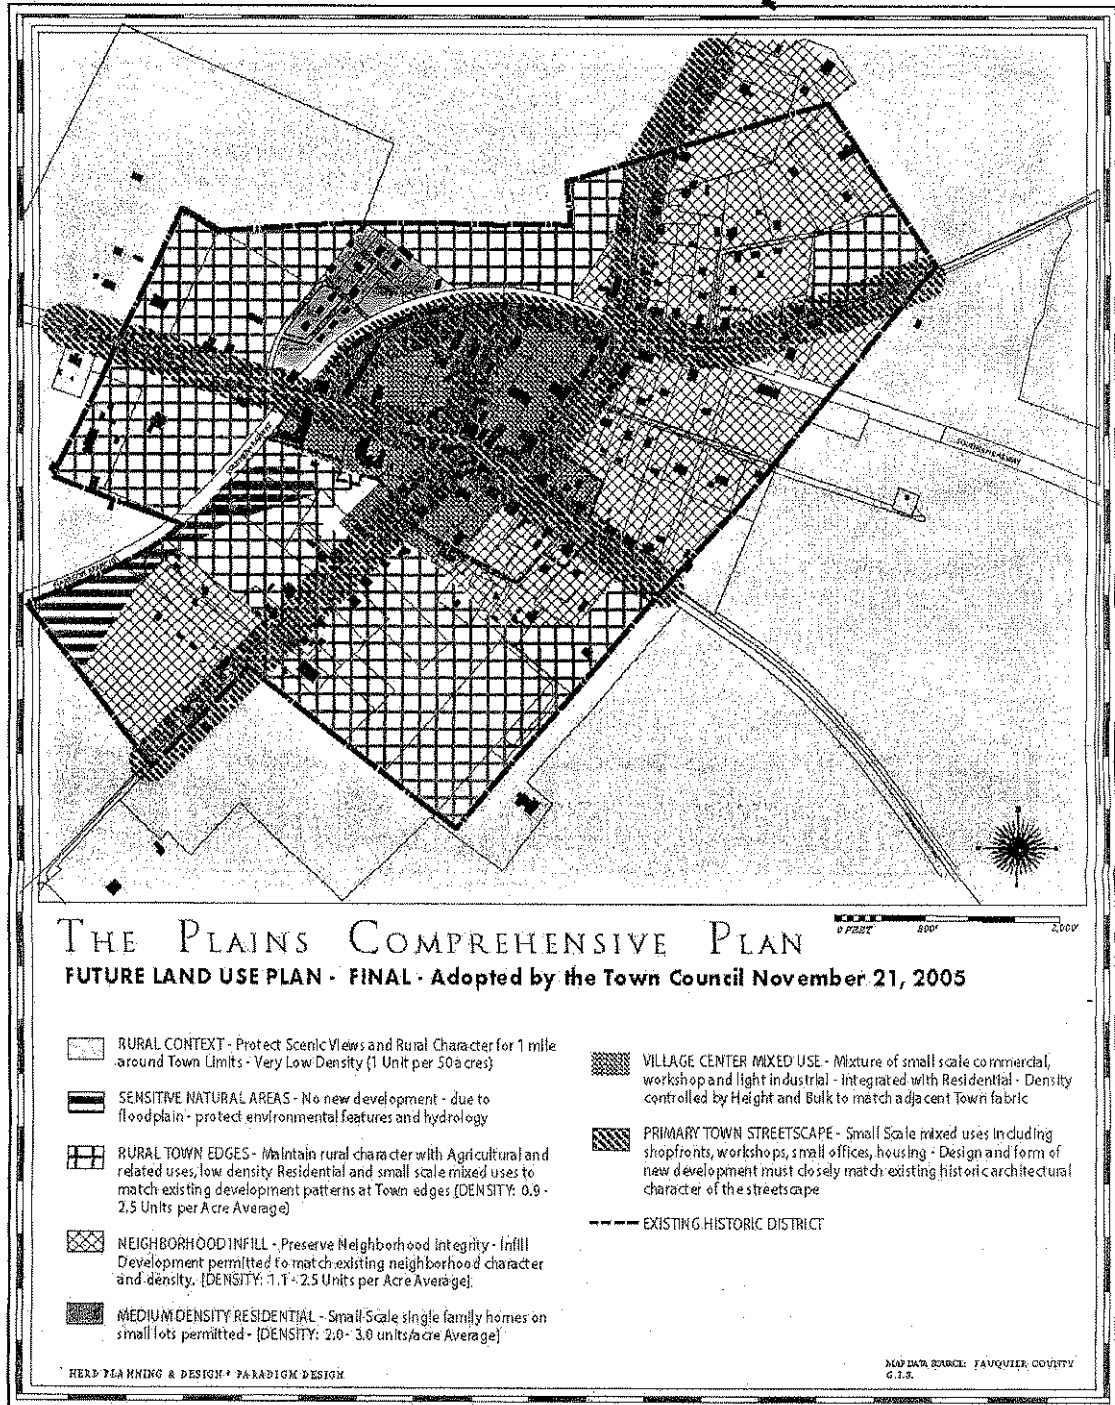 SOUTHERN RAILWAY
THE PLAINS COMPREHENSIVE PLAN
0 FEET 800' 2,000'
FUTURE LAND USE PLAN - FINAL - Adopted by the Town Council November 21, 2005
RURAL CONTEXT - Protect Scenic Views and Rural Character for 1 mile
around Town Limits - Very Low Density (1 Unit per 50 acres)
SENSITIVE NATURAL AREAS - No new development - due to
floodplain - protect environmental features and hydrology
RURAL TOWN EDGES - Maintain rural character with Agricultural and
related uses, low density Residential and small scale mixed uses to
match existing development patterns at Town edges (DENSITY: 0.9 -
2.5 Units per Acre Average)
NEIGHBORHOOD INFILL - Preserve Neighborhood Integrity - Infill
Development permitted to match existing neighborhood character
and density. (DENSITY: 1.1 - 2.5 Units per Acre Average)
MEDIUM DENSITY RESIDENTIAL - Small Scale single family homes on
small lots permitted - (DENSITY: 2.0 - 3.0 units/acre Average)
VILLAGE CENTER MIXED USE - Mixture of small scale commercial,
workshop and light industrial - integrated with Residential - Density
controlled by Height and Bulk to match adjacent Town fabric
PRIMARY TOWN STREETSCAPE - Small Scale mixed uses including
shopfronts, workshops, small offices, housing - Design and form of
new development must closely match existing historic architectural
character of the streetscape
EXISTING HISTORIC DISTRICT
HERD PLANNING & DESIGN * PARADIGM DESIGN
MAP DATA SOURCE: FAUQUIER COUNTY
G.I.S.